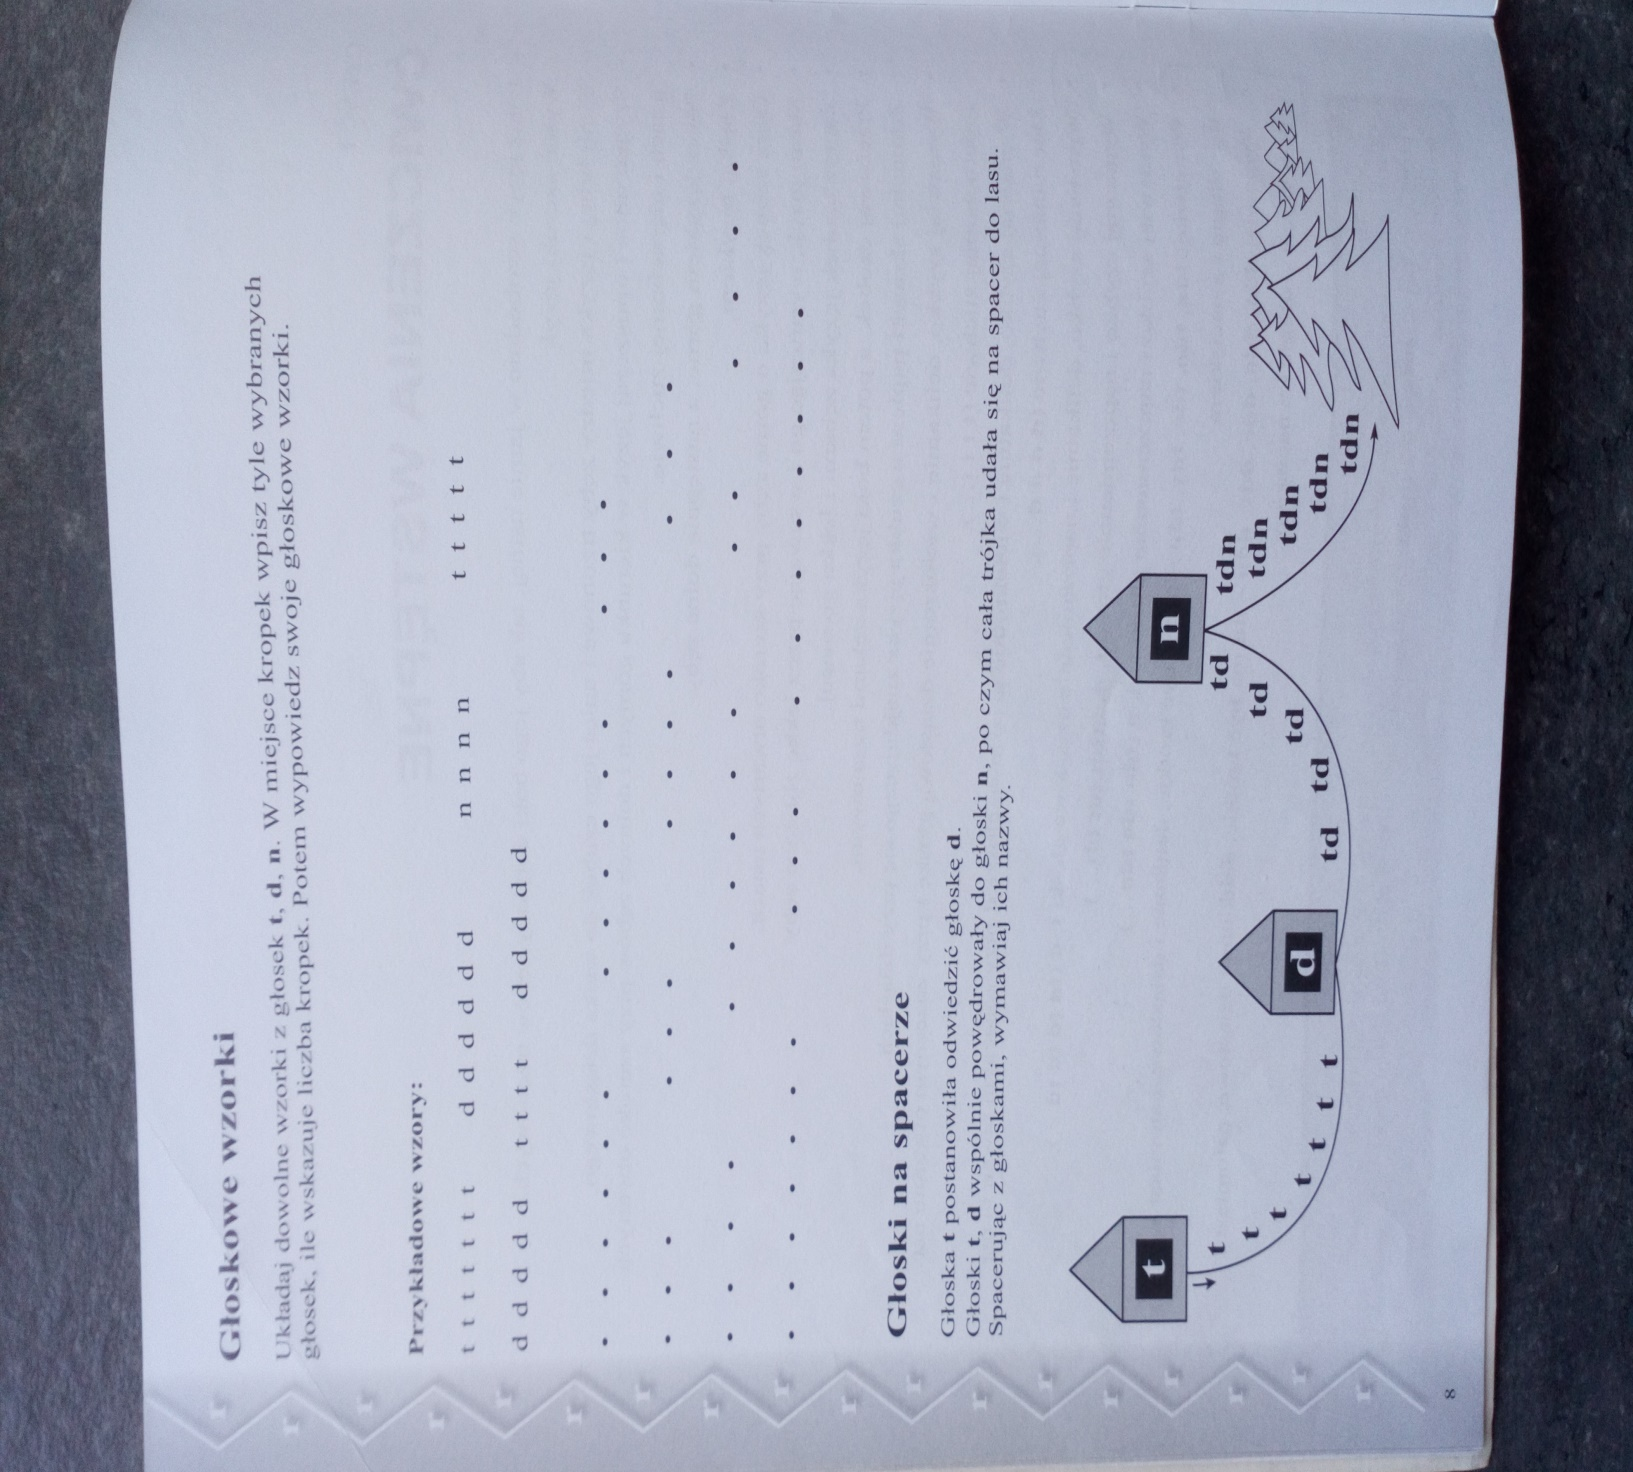 Głoskowe wzorki
Układaj dowolne wzorki z głosek t, d, n. W miejsce kropek wpisz tyle wybranych
głosek, ile wskazuje liczba kropek. Potem wypowiedz swoje głoskowe wzorki.
Przykładowe wzory:
t t t t t t d d d d d d n n n n t t t t t
d d d d d t t t t d d d d d d
. . . . . . . . . . . . . . .
. . . . . . . . . . . . .
. . . . . . . . . . . . . . .
. . . . . . . . . . . . . . . . . .
Głoski na spacerze
Głoska t postanowiła odwiedzić głoskę d.
Głoski t, d wspólnie powędrowały do głoski n, po czym cała trójka udała się na spacer do lasu.
Spacerując z głoskami, wymawiaj ich nazwy.
t t t t t t t t t
d td td td td td
n tdn tdn tdn tdn tdn
8